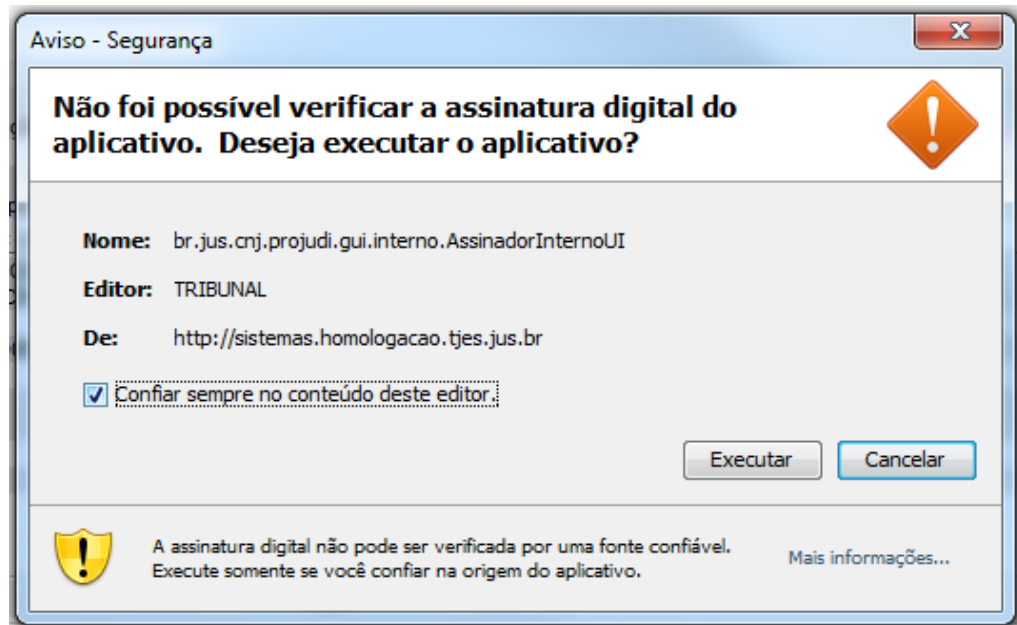 Aviso - Segurança
Não foi possível verificar a assinatura digital do
aplicativo. Deseja executar o aplicativo?
Nome: br.jus.cnj.projudi.gui.interno.AssinadorInternoUI
Editor: TRIBUNAL
De: http://sistemas.homologacao.tjes.jus.br
Confiar sempre no conteúdo deste editor.
Executar Cancelar
A assinatura digital não pode ser verificada por uma fonte confiável.
Execute somente se você confiar na origem do aplicativo.
Mais informações...